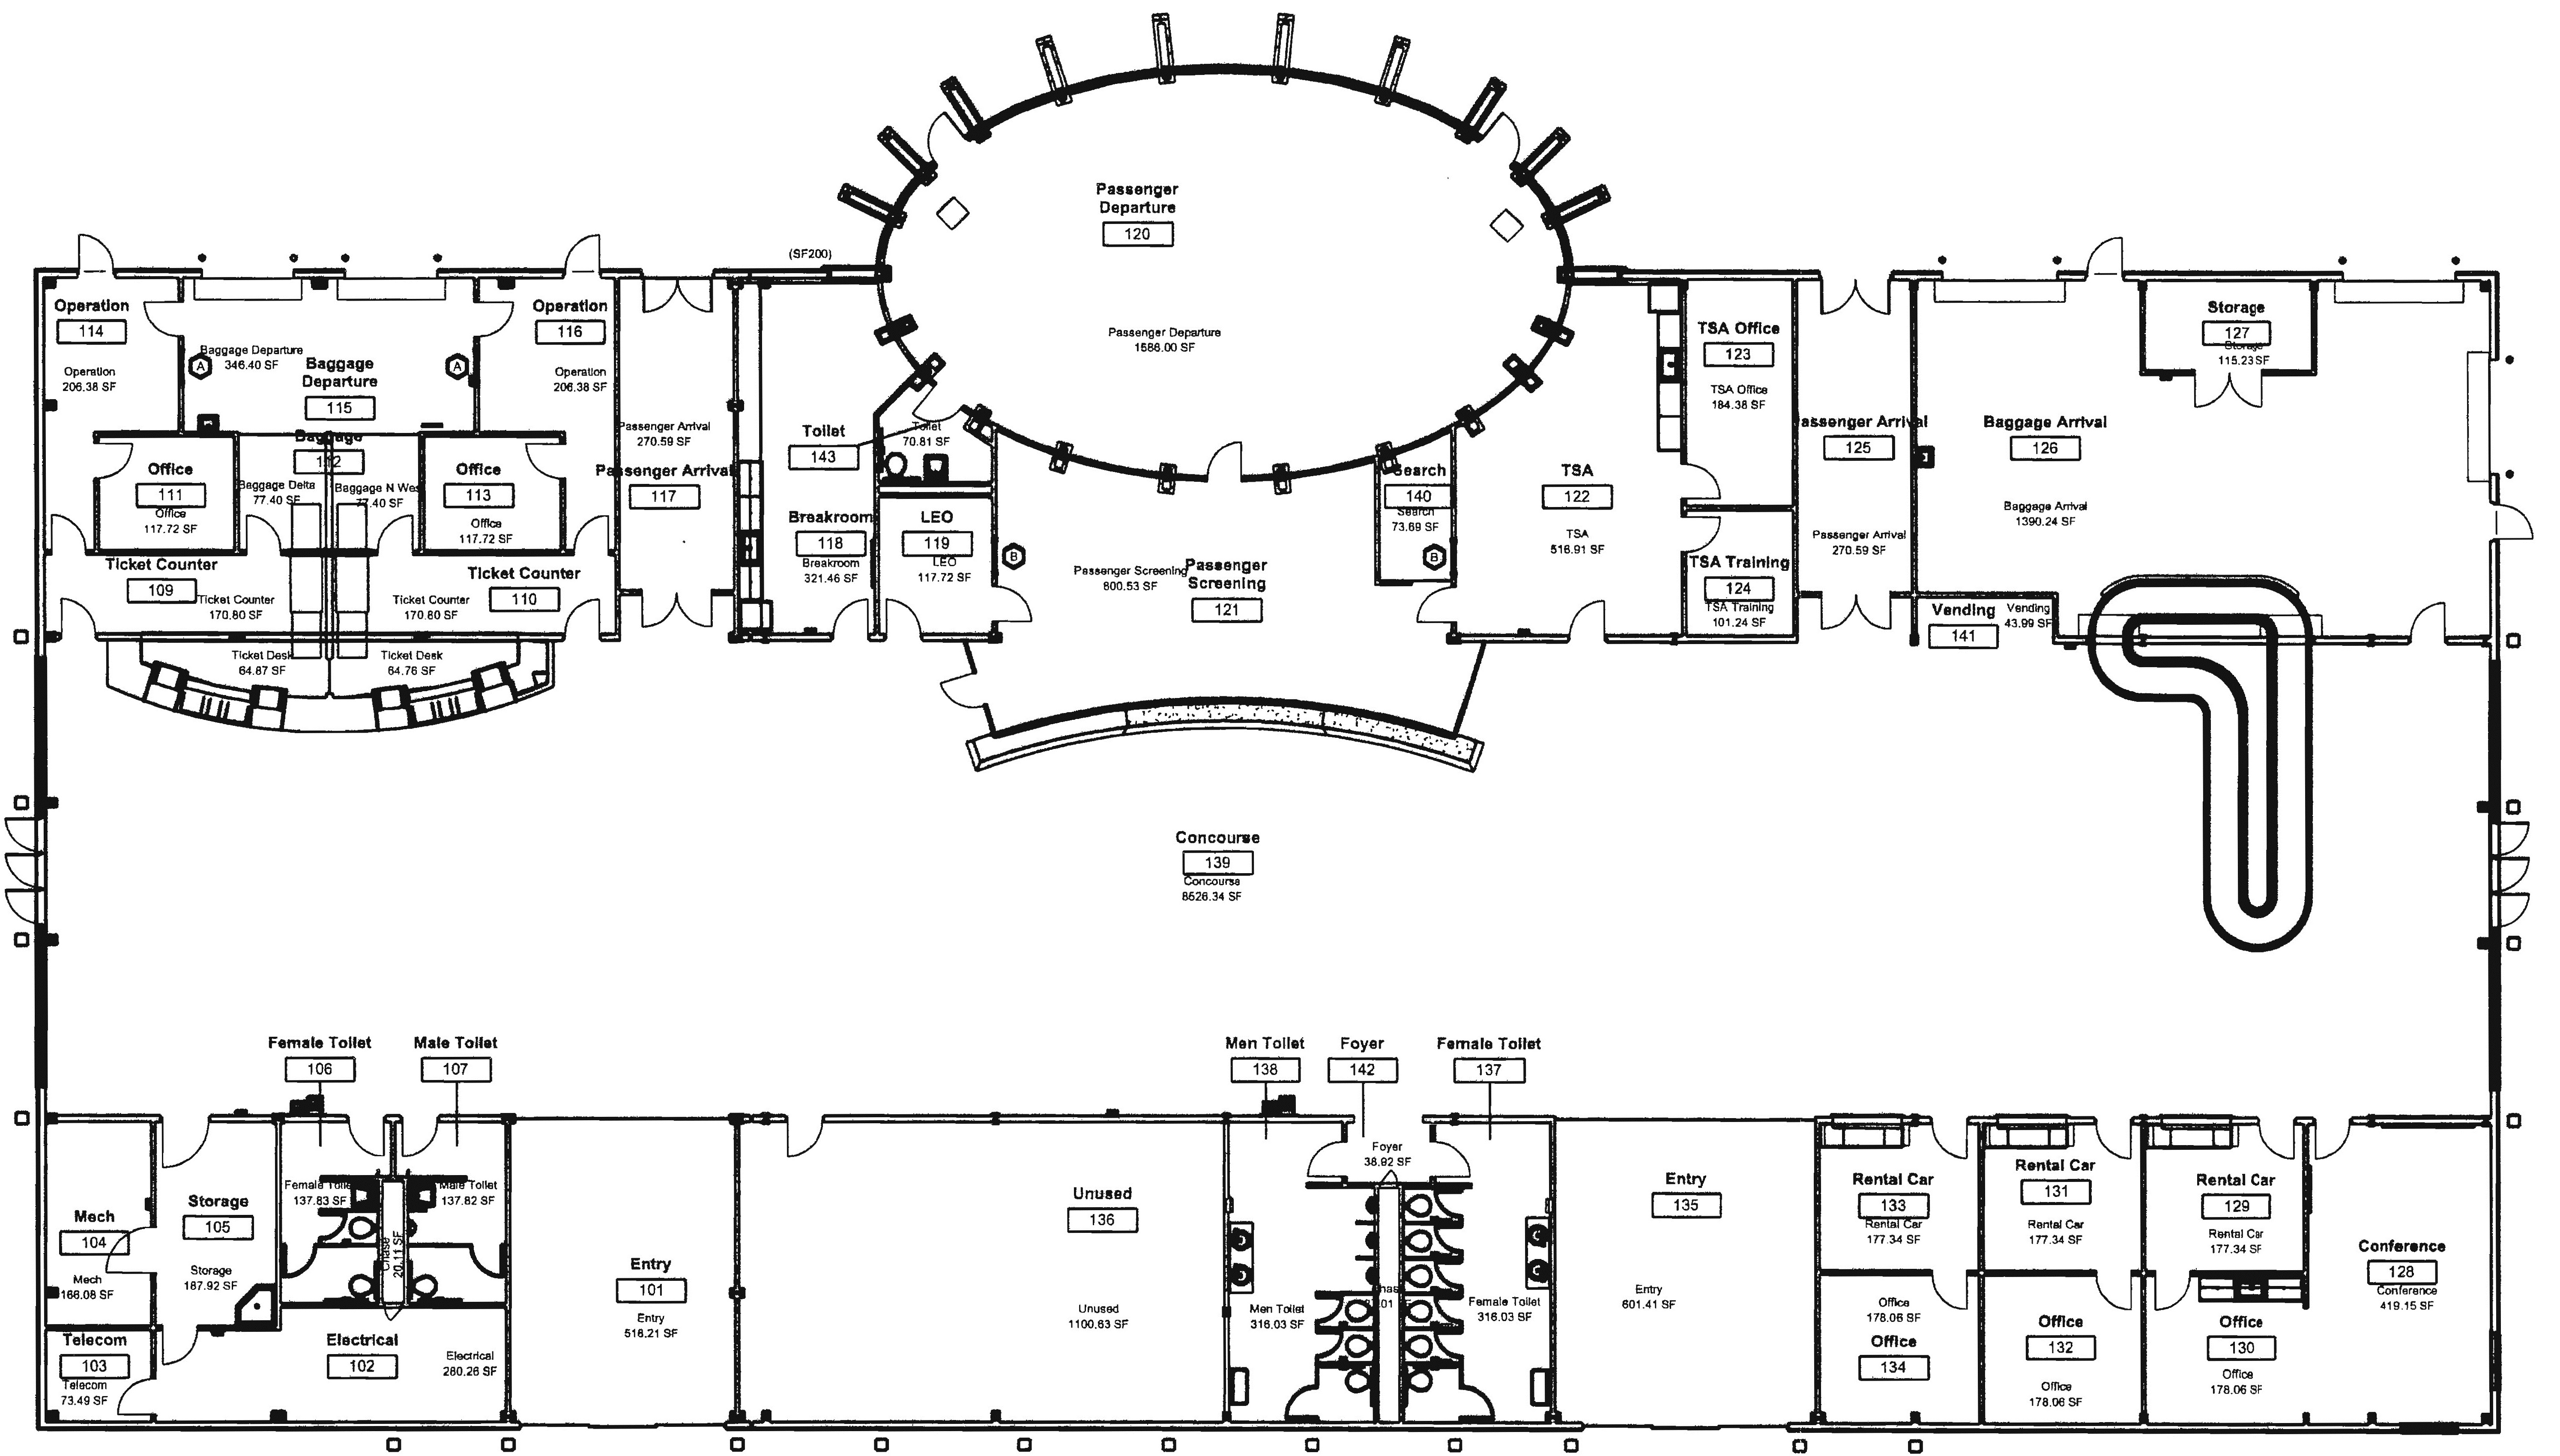 Passenger
Departure
120
Passenger Departure
1586.00 SF
(SF200)
Operation
114
Operation
206.38 SF
Baggage Departure
346.40 SF
A
Baggage
Departure
115
A
Operation
116
Operation
206.38 SF
Office
111
Office
117.72 SF
Baggage
112
Baggage Delta
77.40 SF
Baggage N Wes
77.40 SF
Office
113
Office
117.72 SF
Passenger Arrival
270.59 SF
Passenger Arrival
117
Toilet
143
Toilet
70.81 SF
Breakroom
118
Breakroom
321.46 SF
LEO
119
LEO
117.72 SF
B
Passenger Screening
800.53 SF
Passenger
Screening
121
Search
140
Search
73.69 SF
B
TSA
122
TSA
516.91 SF
TSA Office
123
TSA Office
184.38 SF
TSA Training
124
TSA Training
101.24 SF
assenger Arrival
125
Passenger Arrival
270.59 SF
Baggage Arrival
126
Baggage Arrival
1390.24 SF
Storage
127
Storage
115.23 SF
Vending
141
Vending
43.99 SF
Ticket Counter
109
Ticket Counter
170.80 SF
Ticket Counter
110
Ticket Counter
170.80 SF
Ticket Desk
64.87 SF
Ticket Desk
64.76 SF
Concourse
139
Concourse
8526.34 SF
Female Toilet
106
Male Toilet
107
Men Toilet
138
Foyer
142
Female Toilet
137
Mech
104
Mech
166.08 SF
Storage
105
Storage
187.92 SF
Female Toile
137.83 SF
Male Toilet
137.82 SF
Chase
20.11 SF
Telecom
103
Telecom
73.49 SF
Electrical
102
Electrical
280.26 SF
Entry
101
Entry
516.21 SF
Unused
136
Unused
1100.63 SF
Men Toilet
316.03 SF
Foyer
38.92 SF
Female Toilet
316.03 SF
Entry
135
Entry
601.41 SF
Rental Car
133
Rental Car
177.34 SF
Rental Car
131
Rental Car
177.34 SF
Rental Car
129
Rental Car
177.34 SF
Office
178.06 SF
Office
134
Office
132
Office
178.06 SF
Office
130
Office
178.06 SF
Conference
128
Conference
419.15 SF